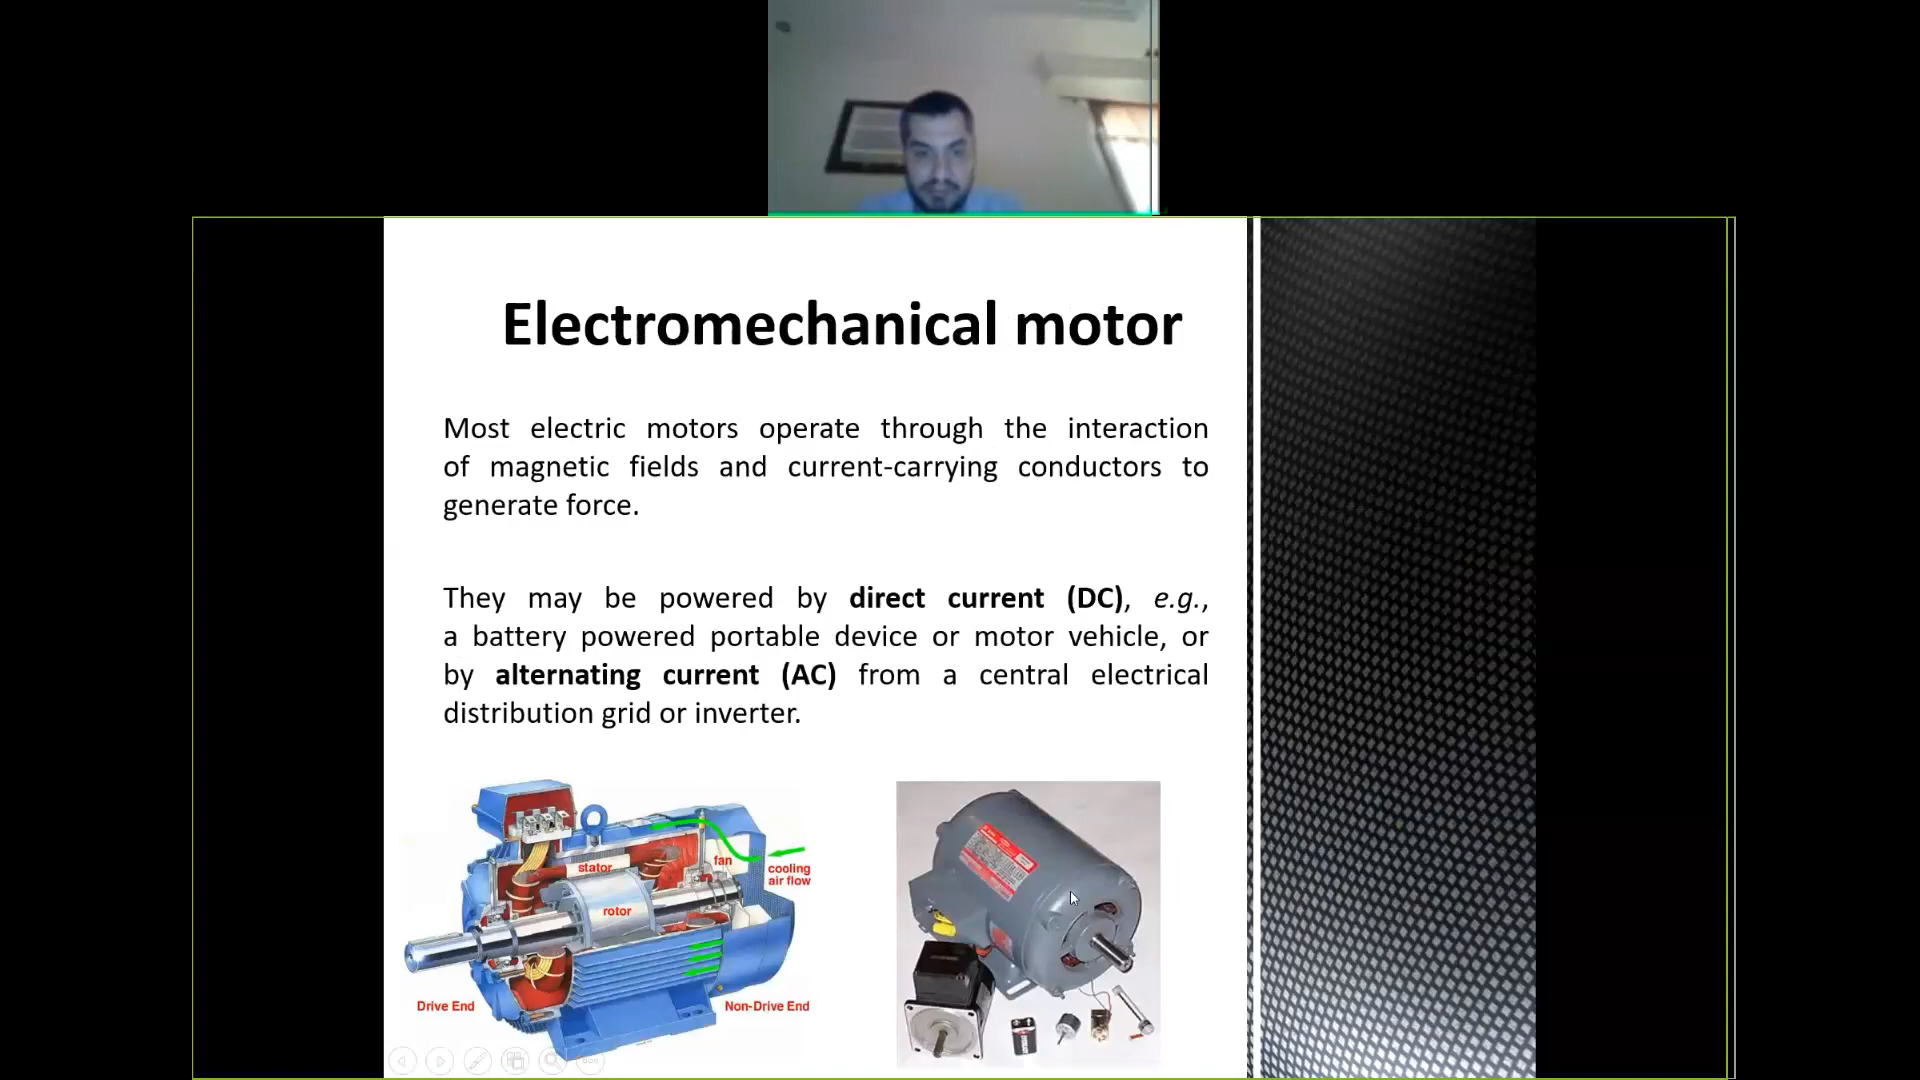 Electromechanical motor
Most electric motors operate through the interaction
of magnetic fields and current-carrying conductors to
generate force.
They may be powered by direct current (DC), e.g.,
a battery powered portable device or motor vehicle, or
by alternating current (AC) from a central electrical
distribution grid or inverter.
stator
fan
cooling
air flow
rotor
Drive End
Non-Drive End